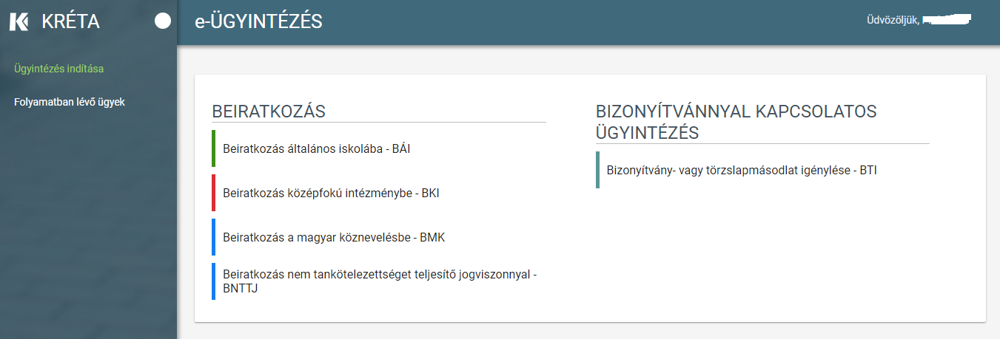 KRÉTA
e-ÜGYINTÉZÉS
Üdvözöljük,
Ügyintézés indítása
Folyamatban lévő ügyek
BEIRATKOZÁS
Beiratkozás általános iskolába - BÁI
Beiratkozás középfokú intézménybe - BKI
Beiratkozás a magyar köznevelésbe - BMK
Beiratkozás nem tankötelezettséget teljesítő jogviszonnyal -
BNTTJ
BIZONYÍTVÁNNYAL KAPCSOLATOS
ÜGYINTÉZÉS
Bizonyítvány- vagy törzslapmásodlat igénylése - BTI